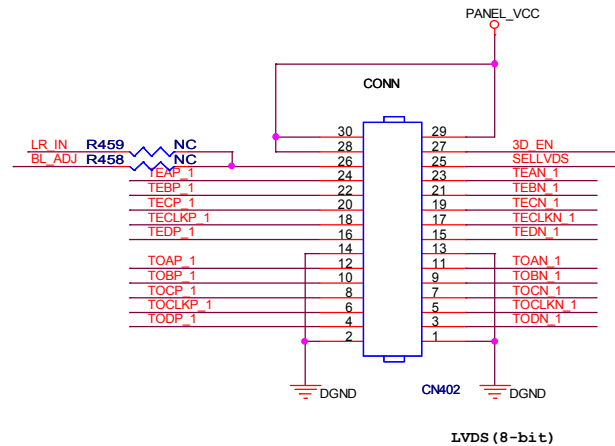 PANEL_VCC
CONN
30 29
LR_IN R459 NC 28 27 3D_EN
BL_ADJ R458 NC 26 25 SELLVDS
TEAP_1 24 23 TEAN_1
TEBP_1 22 21 TEBN_1
TECP_1 20 19 TECN_1
TECLKP_1 18 17 TECLKN_1
TEDP_1 16 15 TEDN_1
14 13
TOAP_1 12 11 TOAN_1
TOBP_1 10 9 TOBN_1
TOCP_1 8 7 TOCN_1
TOCLKP_1 6 5 TOCLKN_1
TODP_1 4 3 TODN_1
2 1
DGND CN402 DGND
LVDS(8-bit)